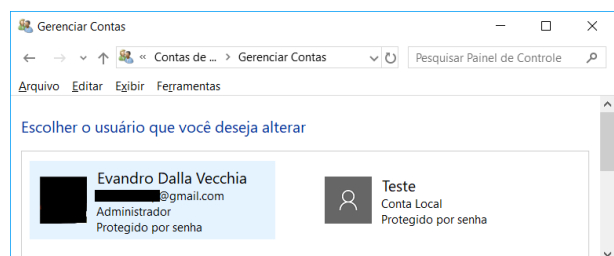 Gerenciar Contas
« Contas de ... > Gerenciar Contas
Pesquisar Painel de Controle
Arquivo Editar Exibir Ferramentas
Escolher o usuário que você deseja alterar
Evandro Dalla Vecchia
@gmail.com
Administrador
Protegido por senha
Teste
Conta Local
Protegido por senha